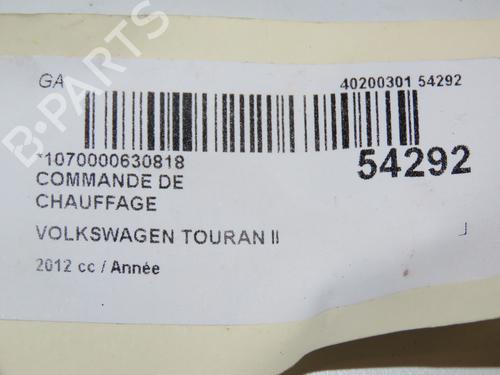 GA
40200301 54292
*1070000630818
54292
COMMANDE DE
CHAUFFAGE
VOLKSWAGEN TOURAN II
2012 cc / Année
B-PARTS